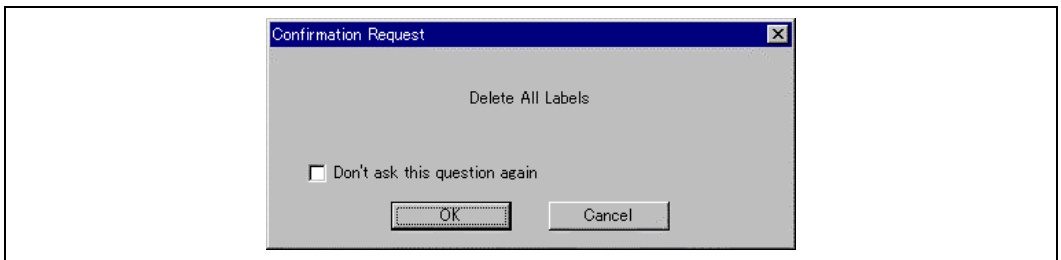 Confirmation Request
Delete All Labels
Don't ask this question again
OK Cancel